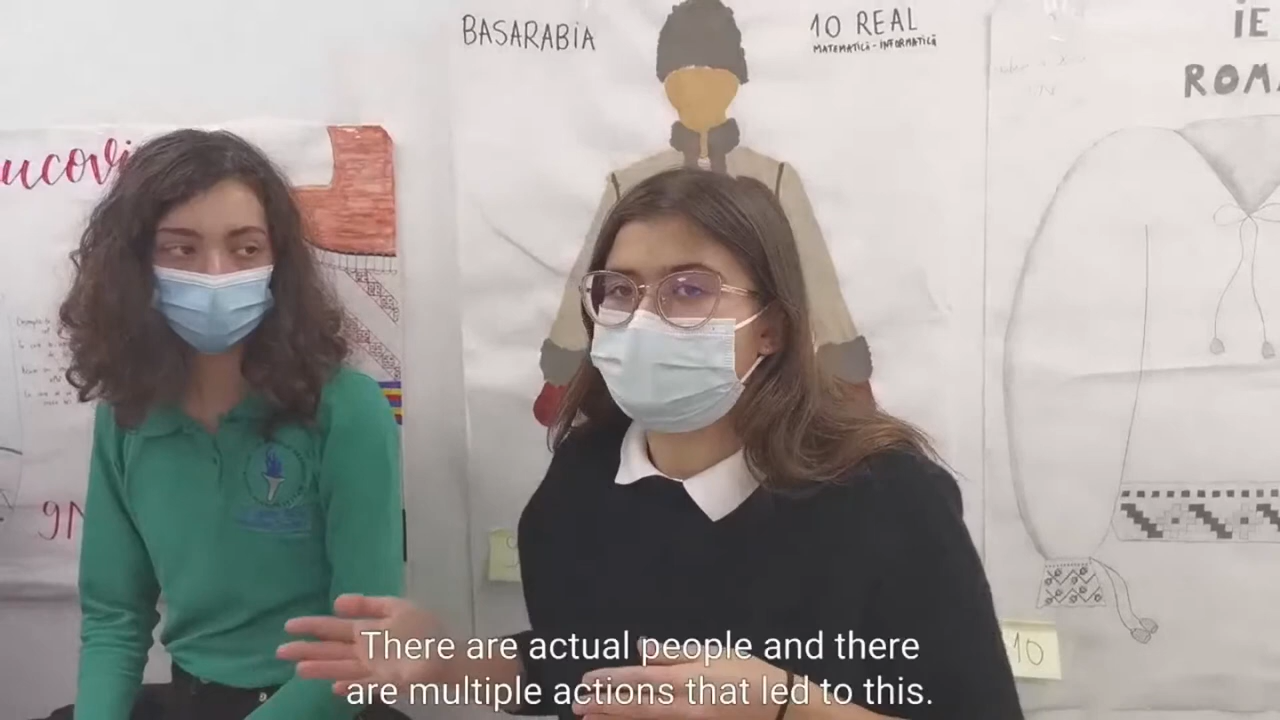 BASARABIA
10 REAL
MATEMATICĂ-INFORMATICĂ
IE
ROMA
ucovi
9N
10
There are actual people and there
are multiple actions that led to this.